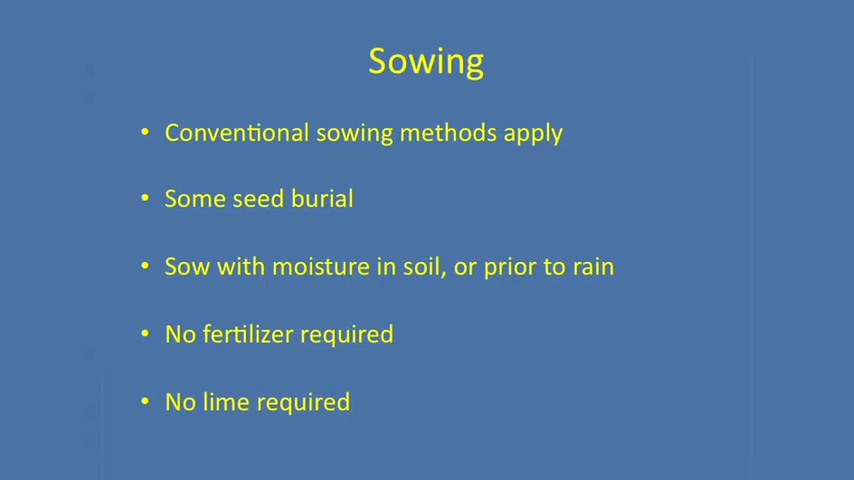 Sowing
• Conventional sowing methods apply
• Some seed burial
• Sow with moisture in soil, or prior to rain
• No fertilizer required
• No lime required